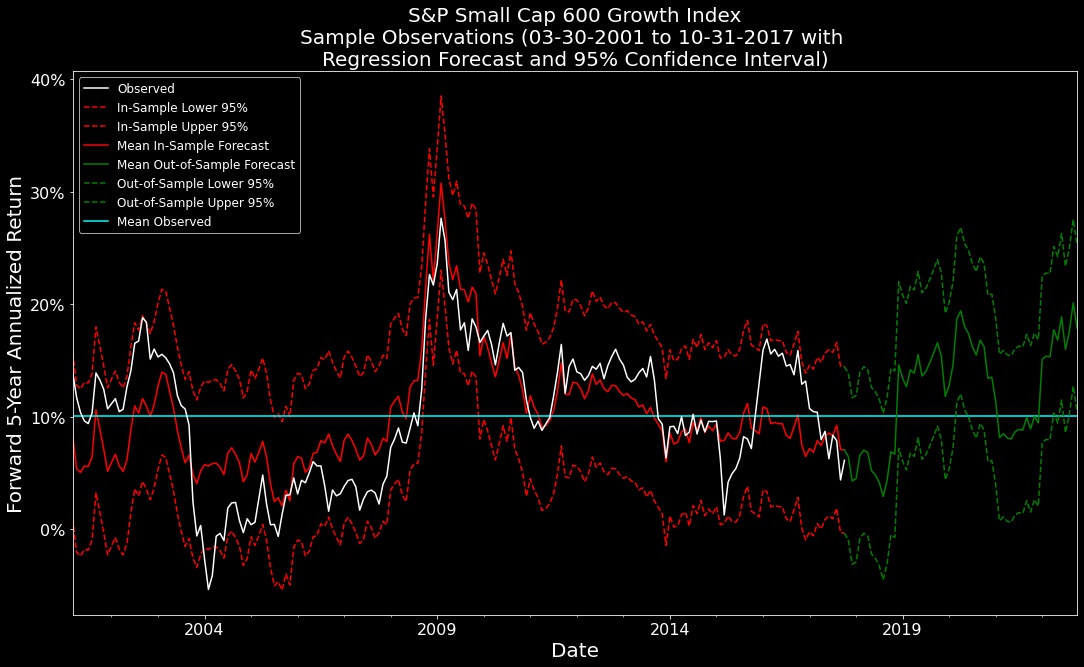 S&P Small Cap 600 Growth Index
Sample Observations (03-30-2001 to 10-31-2017 with
Regression Forecast and 95% Confidence Interval)
40%
30%
20%
10%
0%
Forward 5-Year Annualized Return
Observed
In-Sample Lower 95%
In-Sample Upper 95%
Mean In-Sample Forecast
Mean Out-of-Sample Forecast
Out-of-Sample Lower 95%
Out-of-Sample Upper 95%
Mean Observed
2004
2009
2014
2019
Date